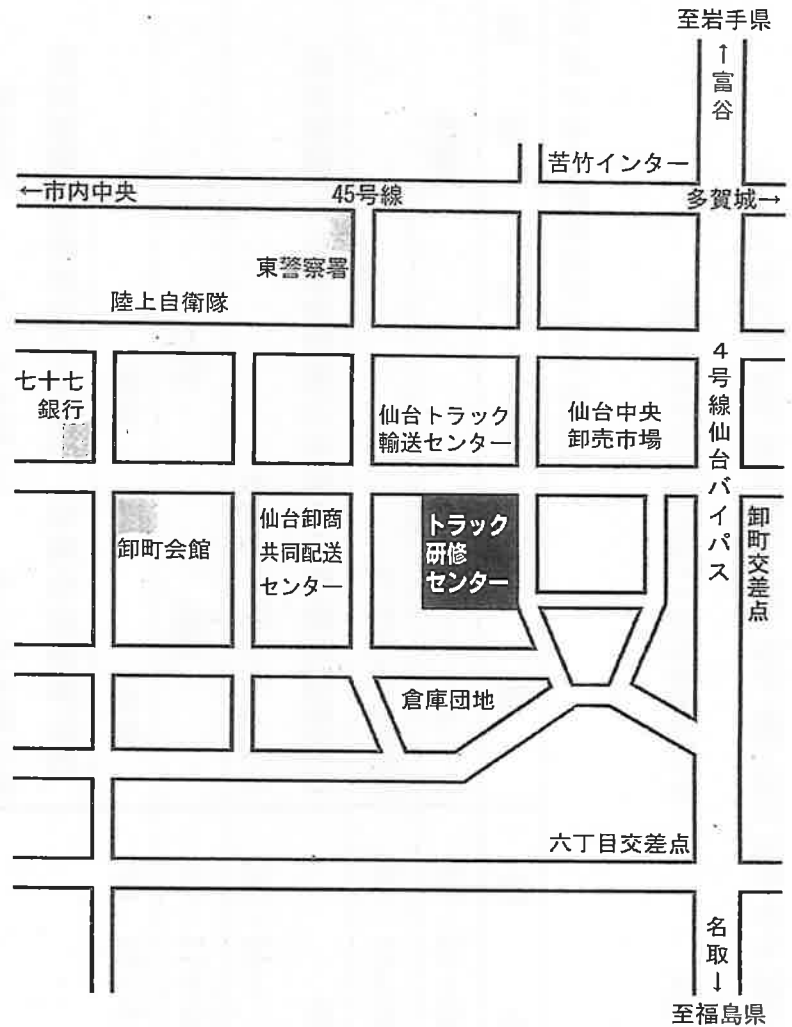 至岩手県
↑富谷
苦竹インター
←市内中央
45号線
多賀城→
東警察署
陸上自衛隊
4号線仙台バイパス
七十七
銀行
仙台トラック
輸送センター
仙台中央
卸売市場
卸町会館
仙台卸商
共同配送
センター
トラック
研修
センター
卸町交差点
倉庫団地
六丁目交差点
名取↓
至福島県